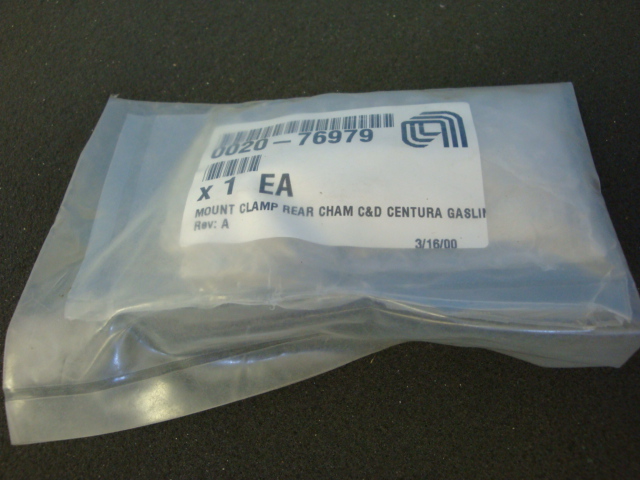 0020-76979
x 1 EA
MOUNT CLAMP REAR CHAM C&D CENTURA GASLIN
Rev: A
3/16/00